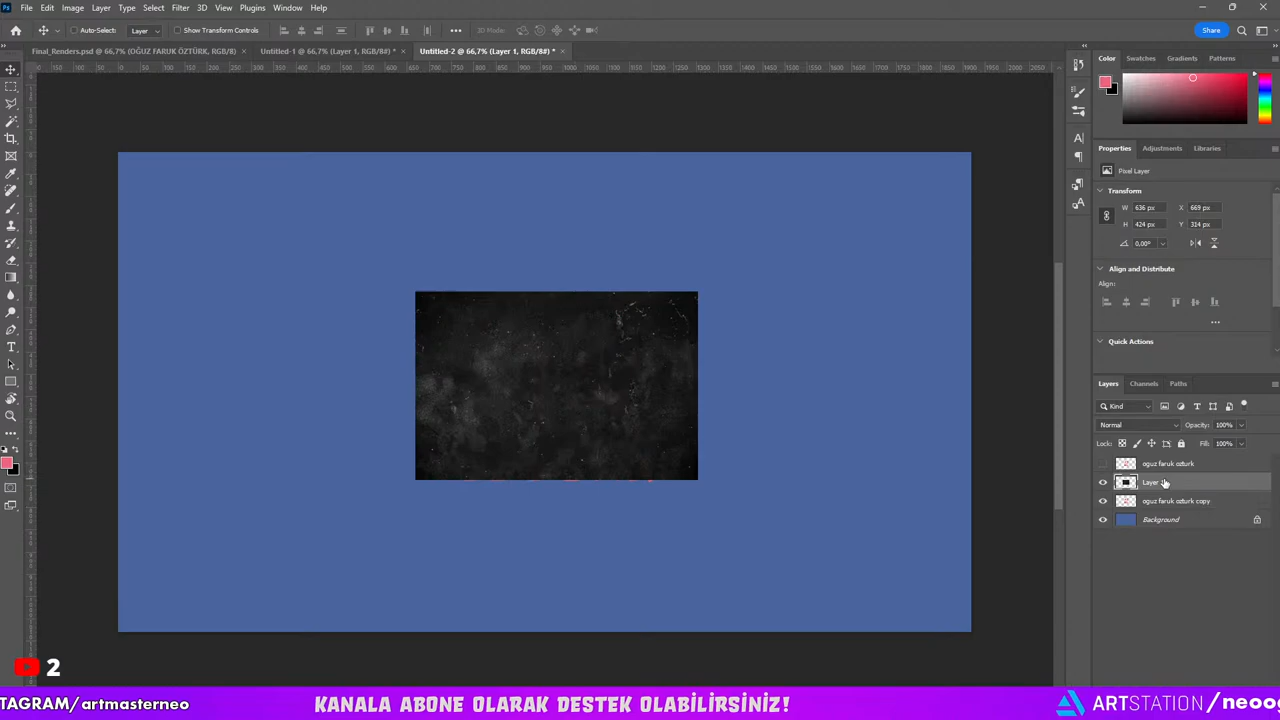 File Edit Image Layer Type Select Filter 3D View Plugins Window Help
Auto-Select: Layer Show Transform Controls 3D Mode: Share
Final_Renders.psd @ 66,7% (OĞUZ FARUK ÖZTÜRK, RGB/8) × Untitled-1 @ 66,7% (Layer 1, RGB/8#) * × Untitled-2 @ 66,7% (Layer 1, RGB/8#) * ×
Color Swatches Gradients Patterns
Properties Adjustments Libraries
Pixel Layer
Transform
W 636 px X 669 px
H 424 px Y 314 px
0,00°
Align and Distribute
Align:
Quick Actions
Layers Channels Paths
Kind
Normal Opacity: 100%
Lock: Fill: 100%
oguz faruk ozturk
Layer
oguz faruk ozturk copy
Background
2
TAGRAM/artmasterneo KANALA ABONE OLARAK DESTEK OLABİLİRSİNİZ! ARTSTATION/neoog